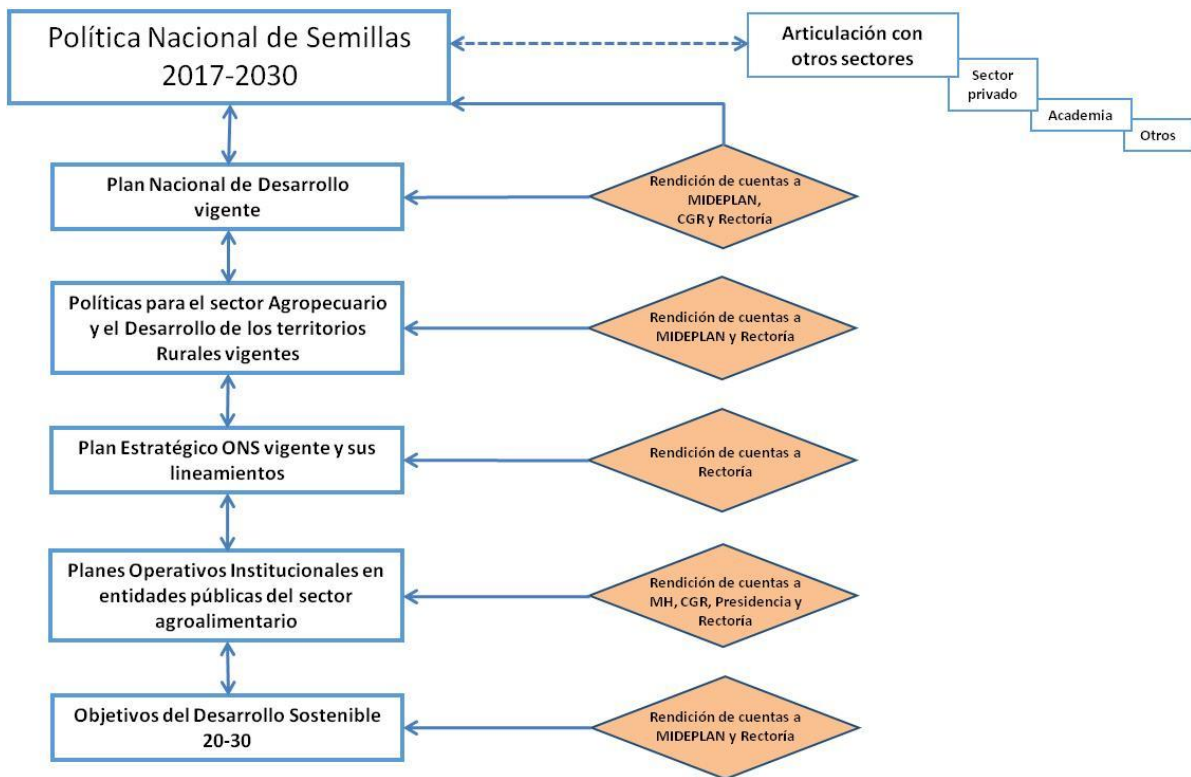 Política Nacional de Semillas
2017-2030
Articulación con
otros sectores
Sector
privado
Academia
Otros
Plan Nacional de Desarrollo
vigente
Rendición de cuentas a
MIDEPLAN,
CGR y Rectoría
Políticas para el sector Agropecuario
y el Desarrollo de los territorios
Rurales vigentes
Rendición de cuentas a
MIDEPLAN y Rectoría
Plan Estratégico ONS vigente y sus
lineamientos
Rendición de cuentas a
Rectoría
Planes Operativos Institucionales en
entidades públicas del sector
agroalimentario
Rendición de cuentas a
MH, CGR, Presidencia y
Rectoría
Objetivos del Desarrollo Sostenible
20-30
Rendición de cuentas a
MIDEPLAN y Rectoría